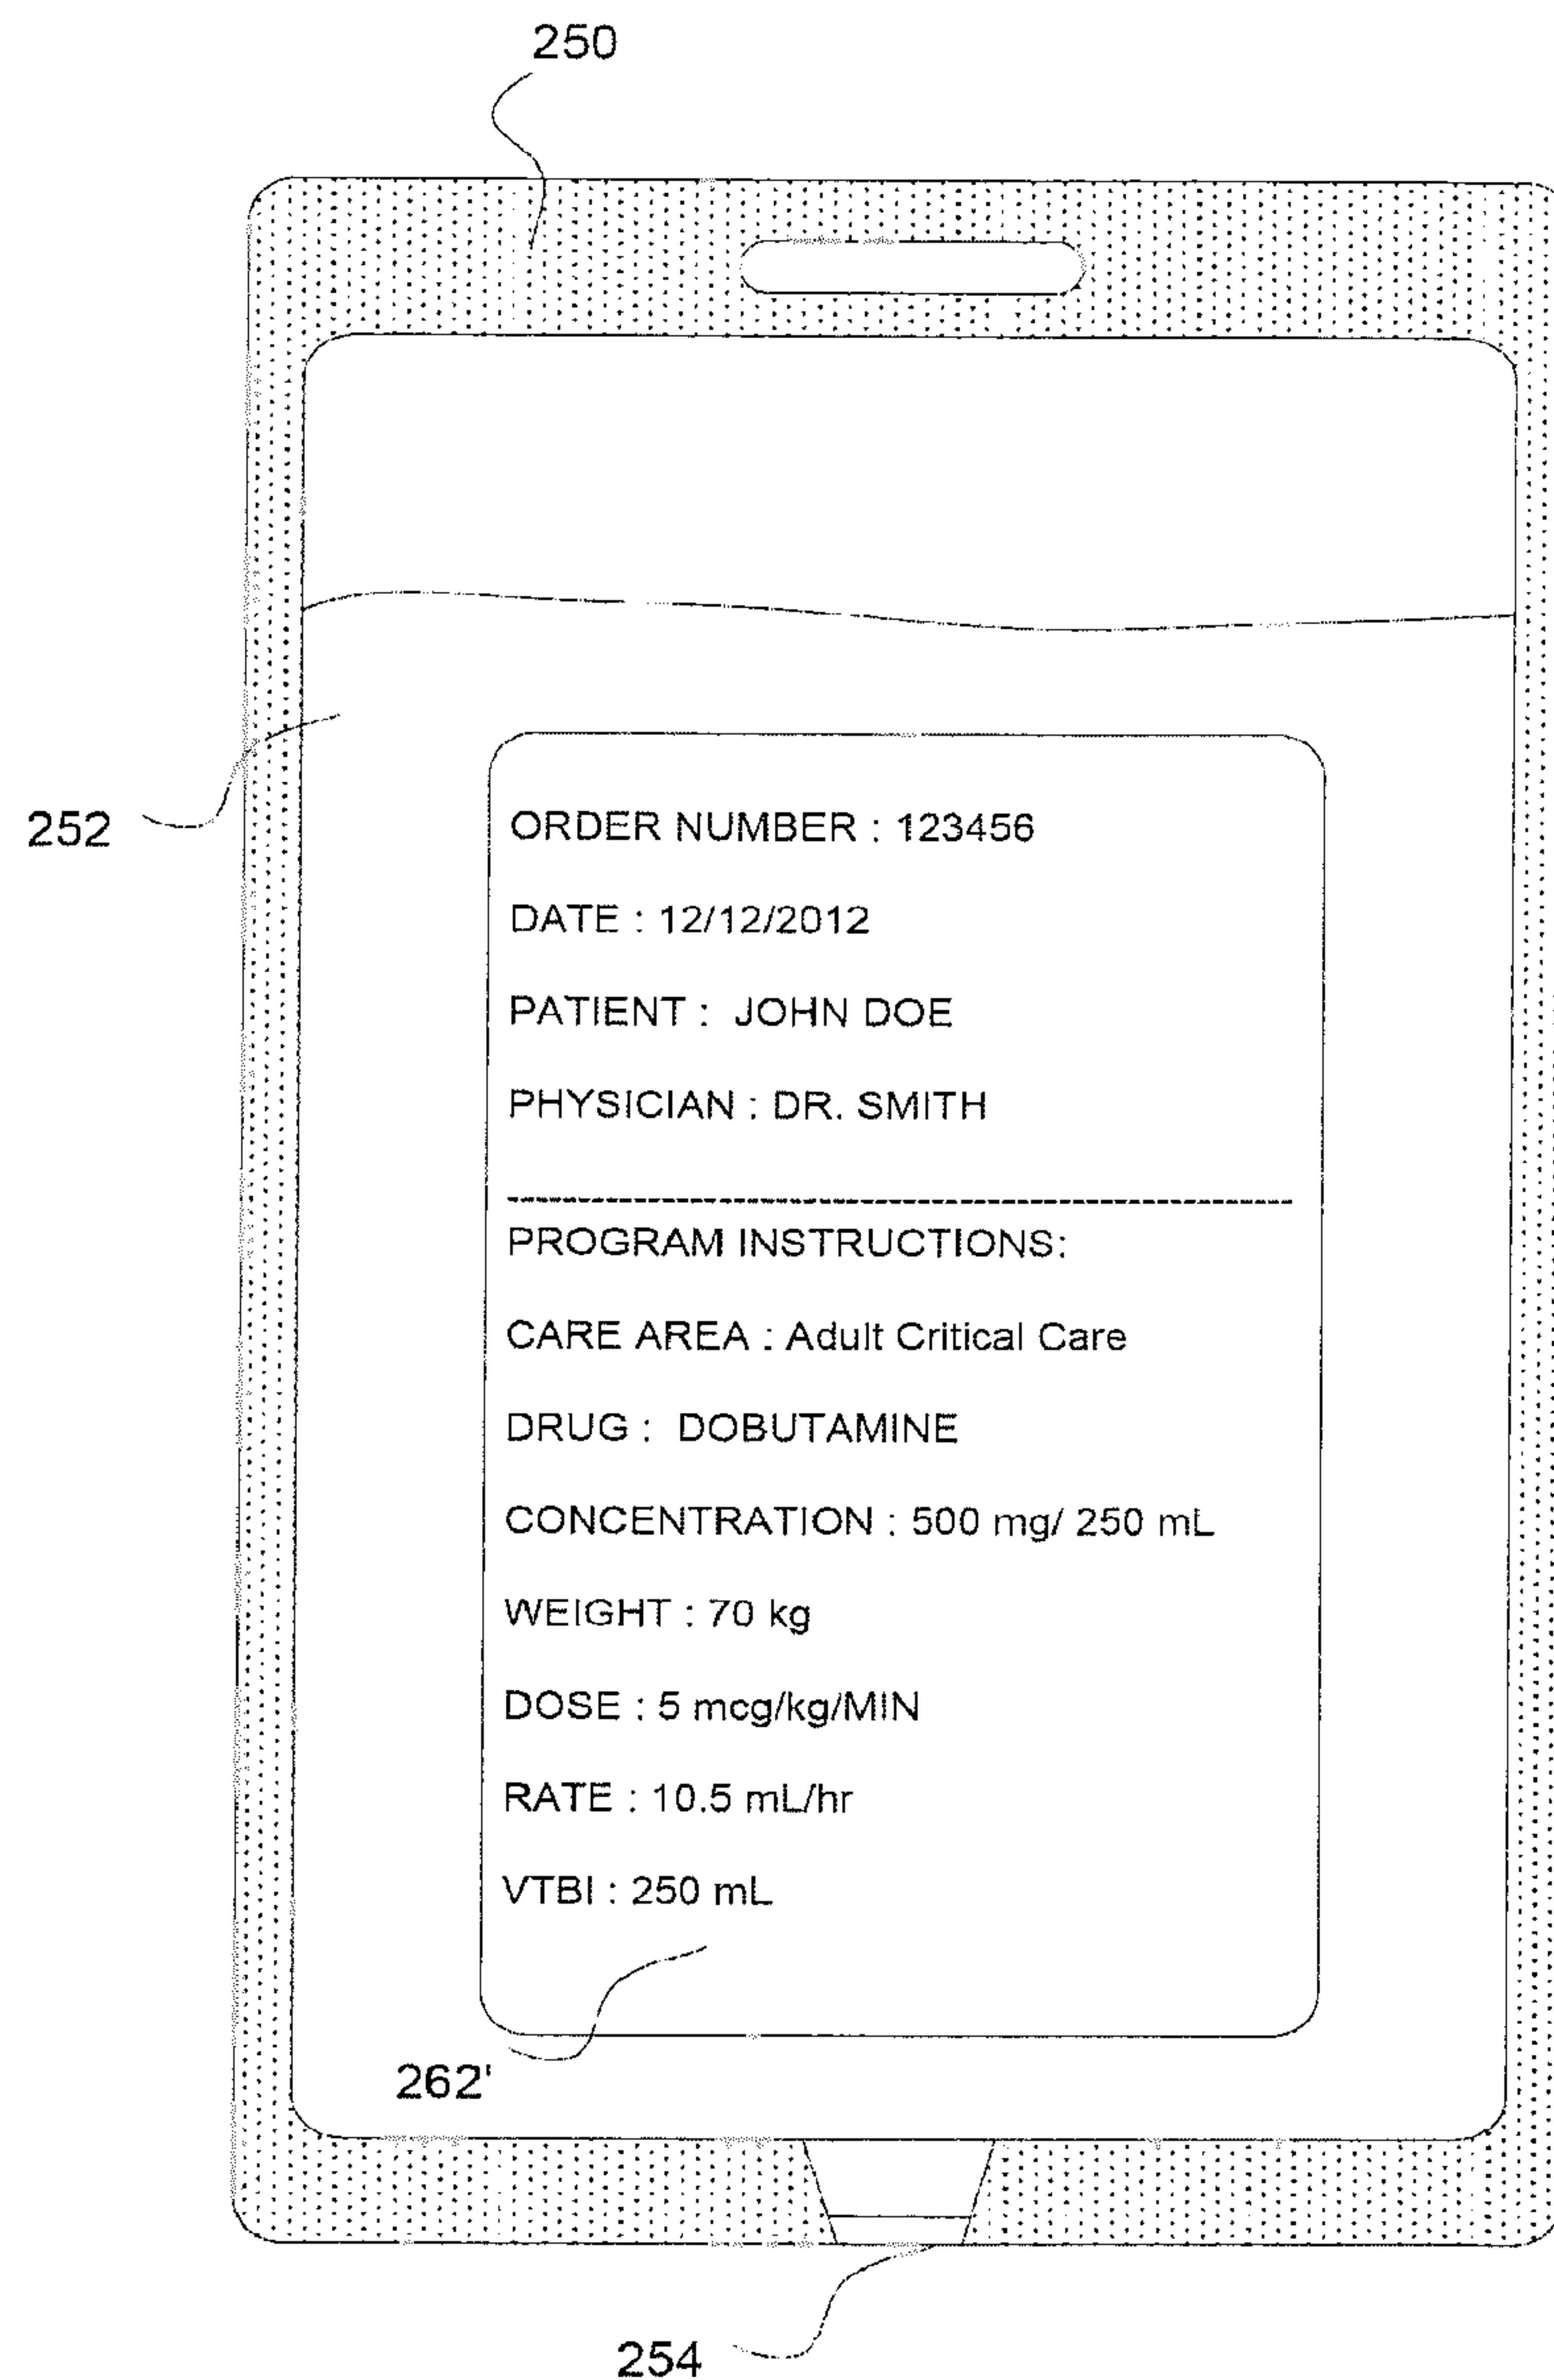 250
252
ORDER NUMBER : 123456
DATE : 12/12/2012
PATIENT : JOHN DOE
PHYSICIAN : DR. SMITH
PROGRAM INSTRUCTIONS:
CARE AREA : Adult Critical Care
DRUG : DOBUTAMINE
CONCENTRATION : 500 mg/ 250 mL
WEIGHT : 70 kg
DOSE : 5 mcg/kg/MIN
RATE : 10.5 mL/hr
VTBI : 250 mL
262'
254